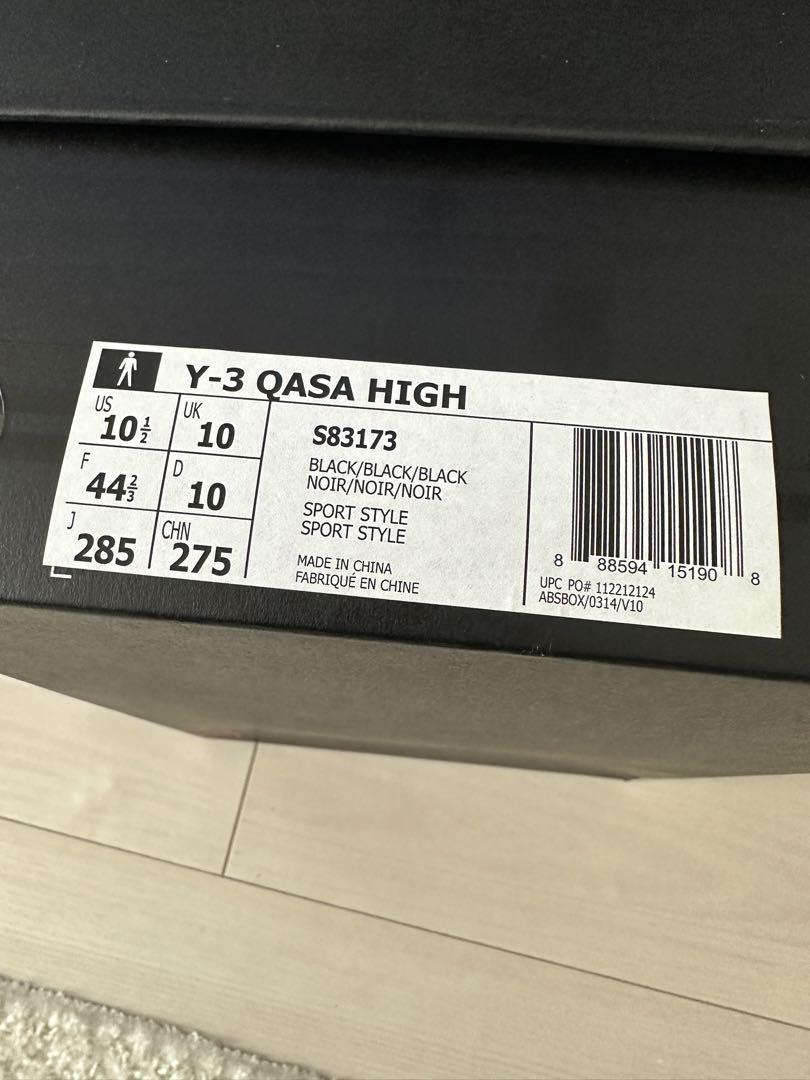 Y-3 QASA HIGH
US
10 1/2
UK
10
F
44 2/3
D
10
J
285
CHN
275
S83173
BLACK/BLACK/BLACK
NOIR/NOIR/NOIR
SPORT STYLE
SPORT STYLE
MADE IN CHINA
FABRIQUÉ EN CHINE
8 88594 15190 8
UPC PO# 112212124
ABSBOX/0314/V10